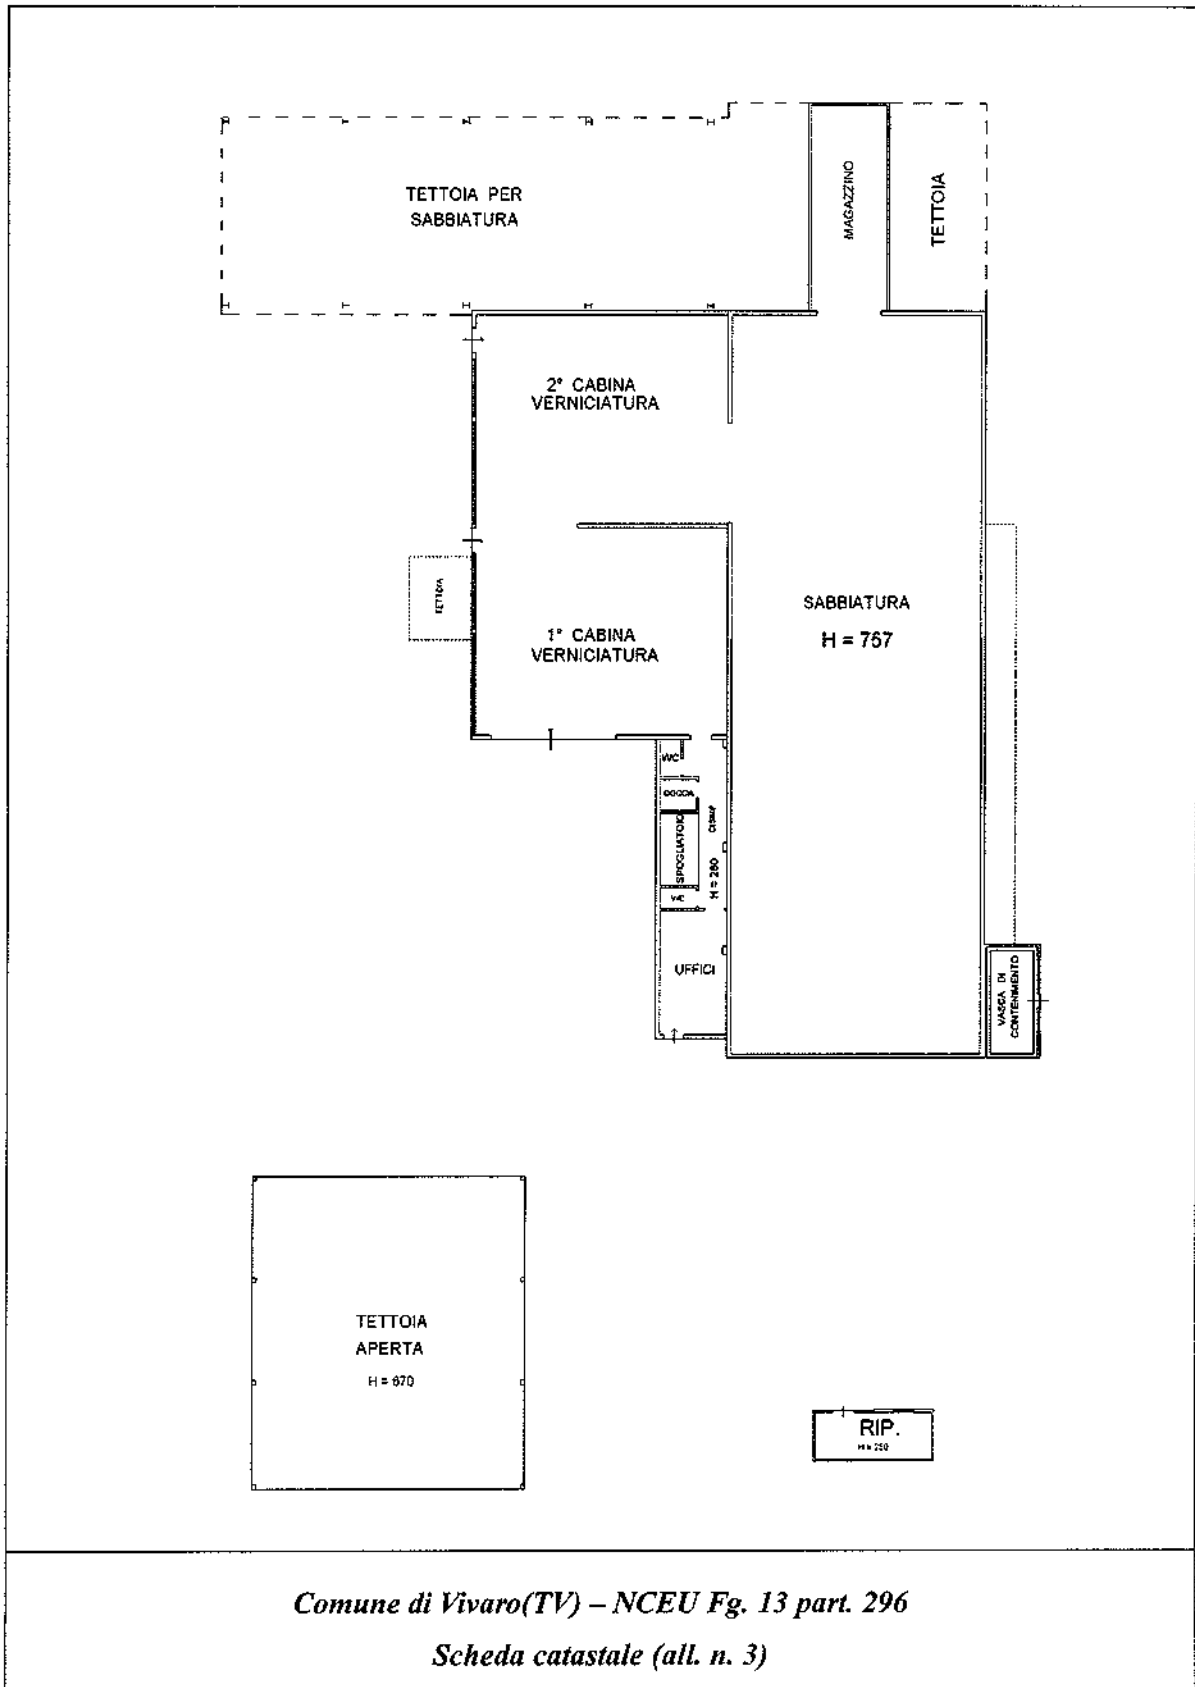 TETTOIA PER
SABBIATURA
MAGAZZINO
TETTOIA
2° CABINA
VERNICIATURA
TETTOIA
1° CABINA
VERNICIATURA
SABBIATURA
H = 757
WC
DOCCIA
DISIMP
SPOGLIATOIO
H = 280
UFFICI
VASCA DI
CONTENIMENTO
TETTOIA
APERTA
H = 670
RIP.
H = 250
Comune di Vivaro(TV) – NCEU Fg. 13 part. 296
Scheda catastale (all. n. 3)